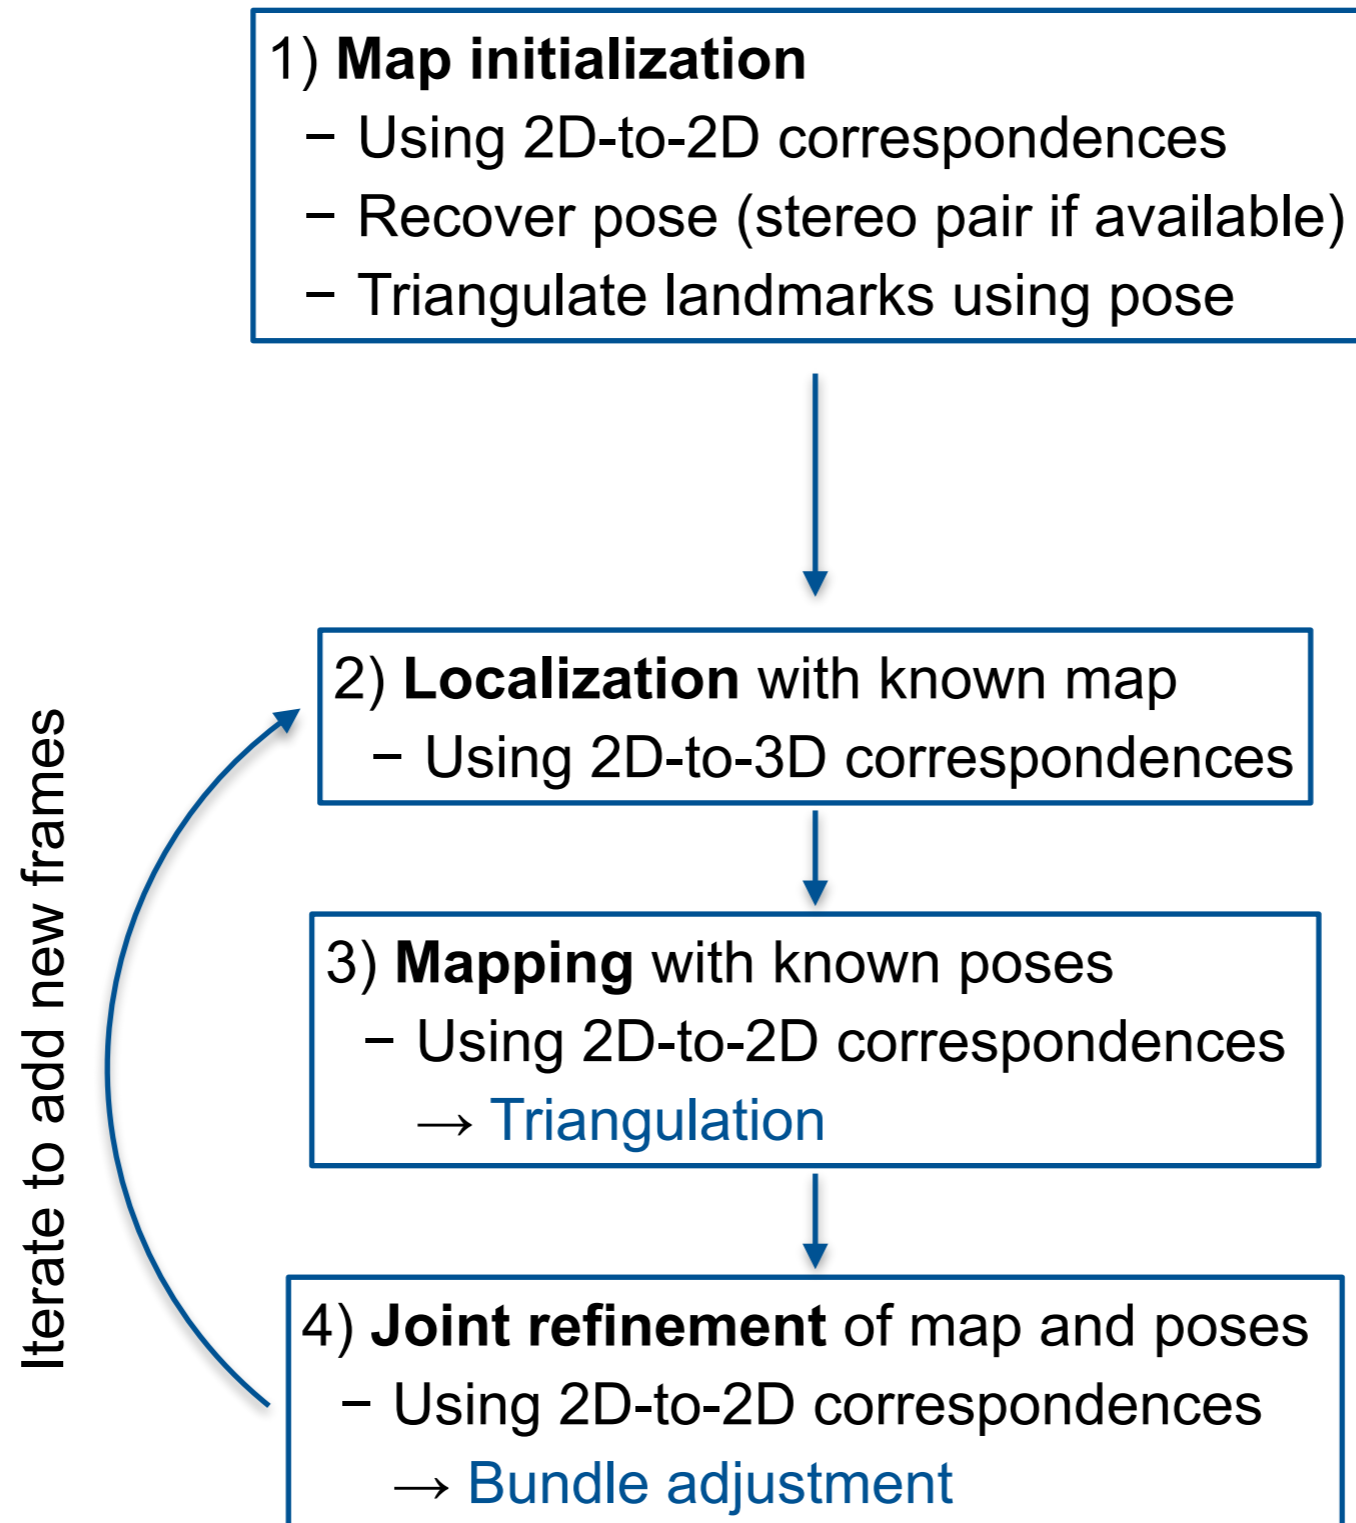 1) Map initialization
− Using 2D-to-2D correspondences
− Recover pose (stereo pair if available)
− Triangulate landmarks using pose
2) Localization with known map
− Using 2D-to-3D correspondences
3) Mapping with known poses
− Using 2D-to-2D correspondences
→ Triangulation
4) Joint refinement of map and poses
− Using 2D-to-2D correspondences
→ Bundle adjustment
Iterate to add new frames